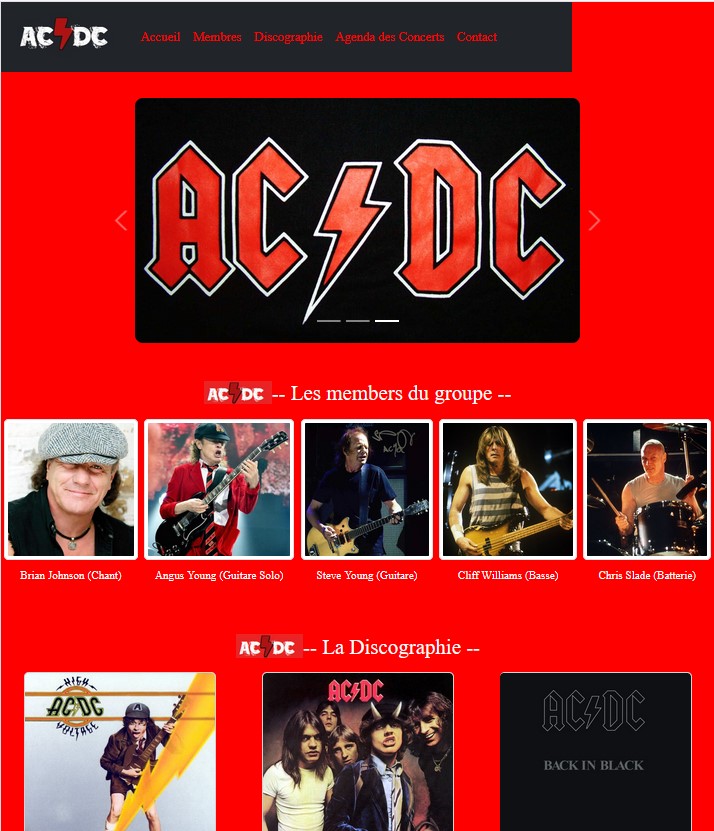 AC DC Accueil Membres Discographie Agenda des Concerts Contact
AC DC
AC DC -- Les members du groupe --
AC DC
Brian Johnson (Chant) Angus Young (Guitare Solo) Steve Young (Guitare) Cliff Williams (Basse) Chris Slade (Batterie)
AC DC -- La Discographie --
HIGH
AC DC
VOLTAGE
AC DC
AC DC
BACK IN BLACK